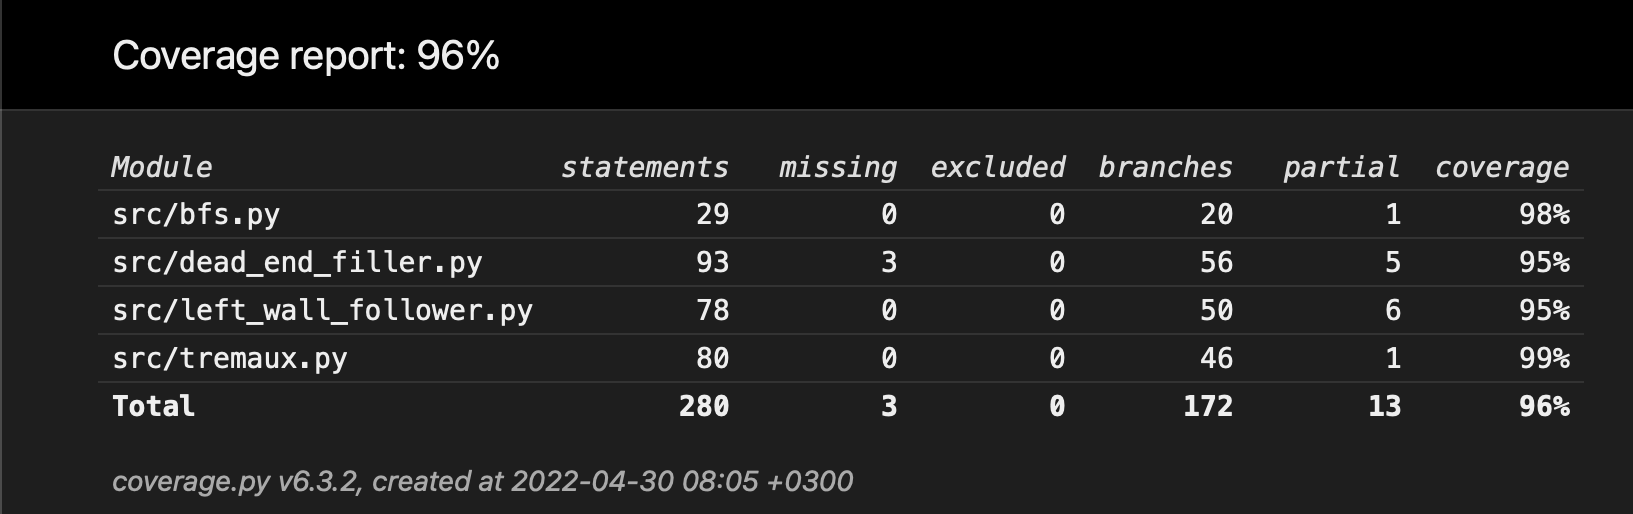 Coverage report: 96%
Module statements missing excluded branches partial coverage
src/bfs.py 29 0 0 20 1 98%
src/dead_end_filler.py 93 3 0 56 5 95%
src/left_wall_follower.py 78 0 0 50 6 95%
src/tremaux.py 80 0 0 46 1 99%
Total 280 3 0 172 13 96%
coverage.py v6.3.2, created at 2022-04-30 08:05 +0300